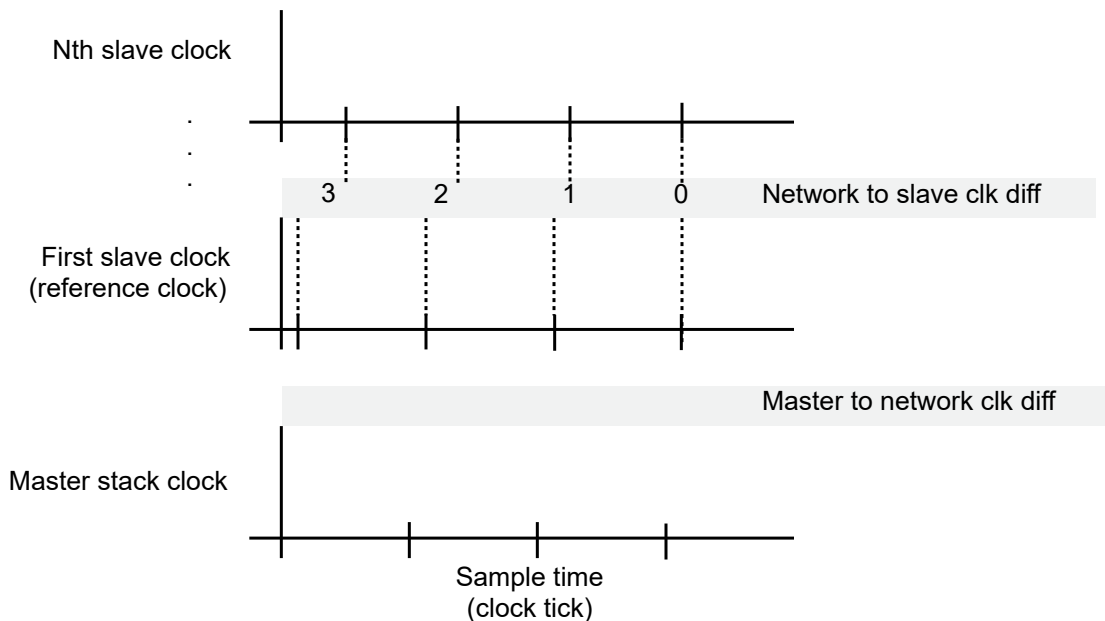 Nth slave clock
.
.
.
3 2 1 0 Network to slave clk diff
First slave clock
(reference clock)
Master to network clk diff
Master stack clock
Sample time
(clock tick)